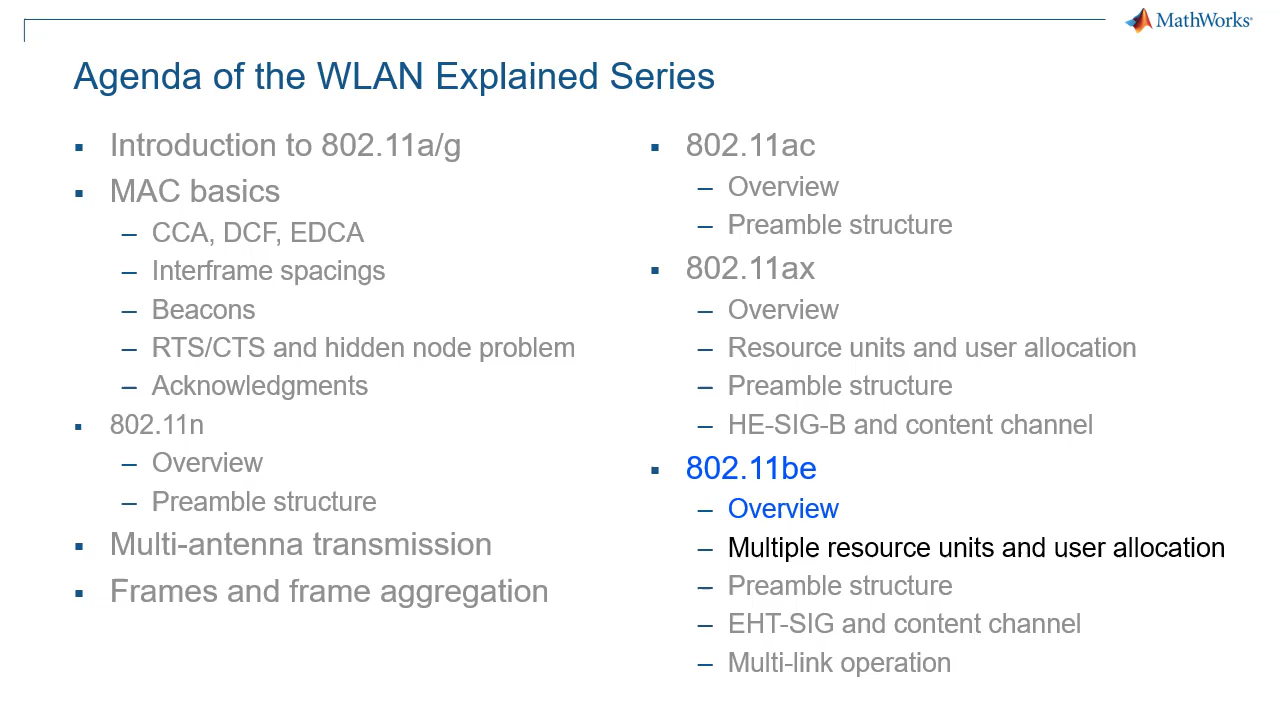 MathWorks
Agenda of the WLAN Explained Series
Introduction to 802.11a/g
MAC basics
– CCA, DCF, EDCA
– Interframe spacings
– Beacons
– RTS/CTS and hidden node problem
– Acknowledgments
802.11n
– Overview
– Preamble structure
Multi-antenna transmission
Frames and frame aggregation
802.11ac
– Overview
– Preamble structure
802.11ax
– Overview
– Resource units and user allocation
– Preamble structure
– HE-SIG-B and content channel
802.11be
– Overview
– Multiple resource units and user allocation
– Preamble structure
– EHT-SIG and content channel
– Multi-link operation